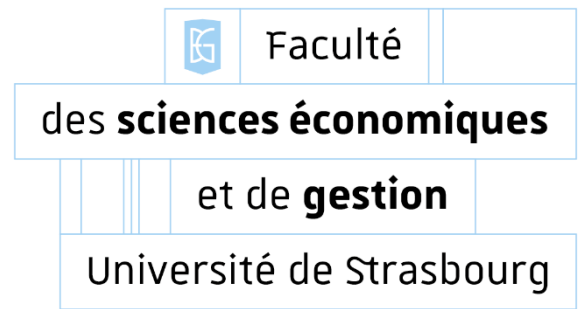 Faculté
des sciences économiques
et de gestion
Université de Strasbourg